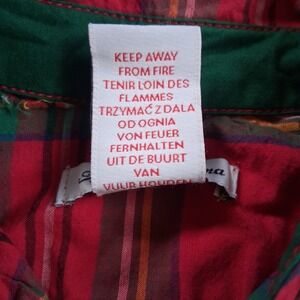 KEEP AWAY
FROM FIRE
TENIR LOIN DES
FLAMMES
TRZYMAĆ Z DALA
OD OGNIA
VON FEUER
FERNHALTEN
UIT DE BUURT
VAN
VUUR HOUDEN